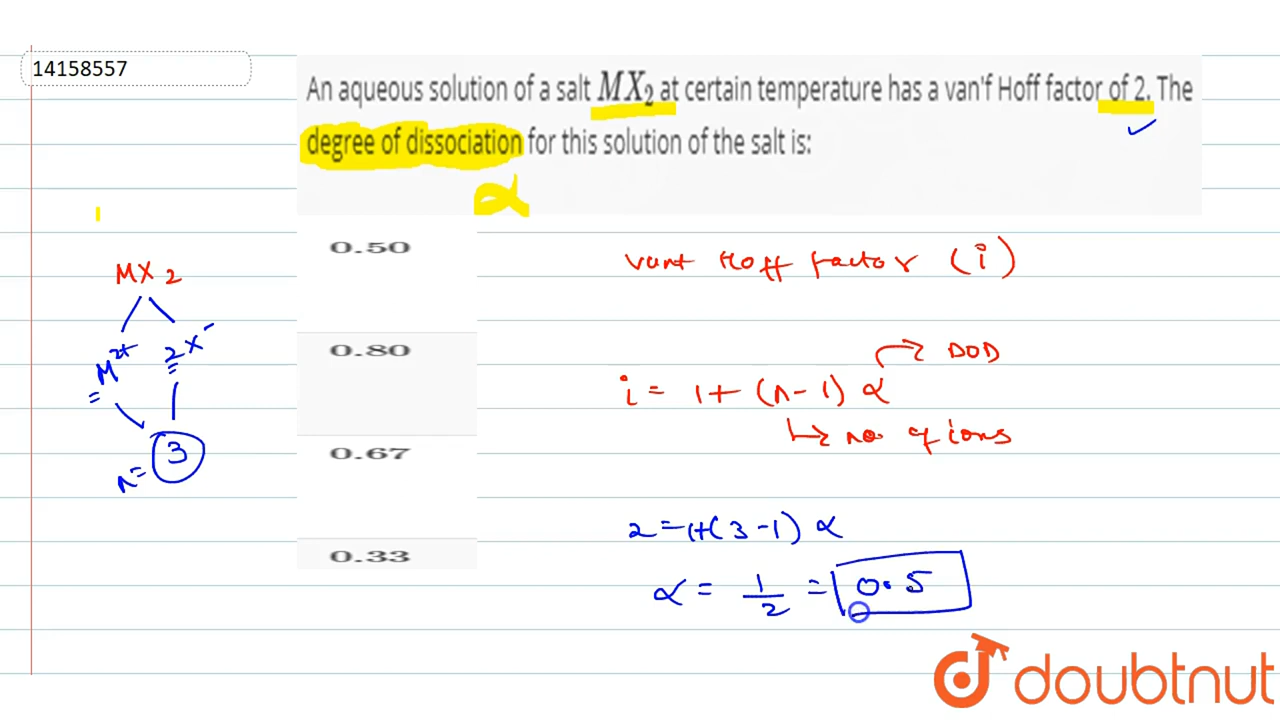 14158557
An aqueous solution of a salt MX₂ at certain temperature has a van'f Hoff factor of 2. The
degree of dissociation for this solution of the salt is:
α
0.50
0.80
0.67
0.33
MX2
M²⁺ 2X⁻
n= 3
vant Hoff factor (i)
DOD
i= 1+ (n-1) α
no of ions
2=1+(3-1) α
α = 1/2 = 0.5
doubtnut